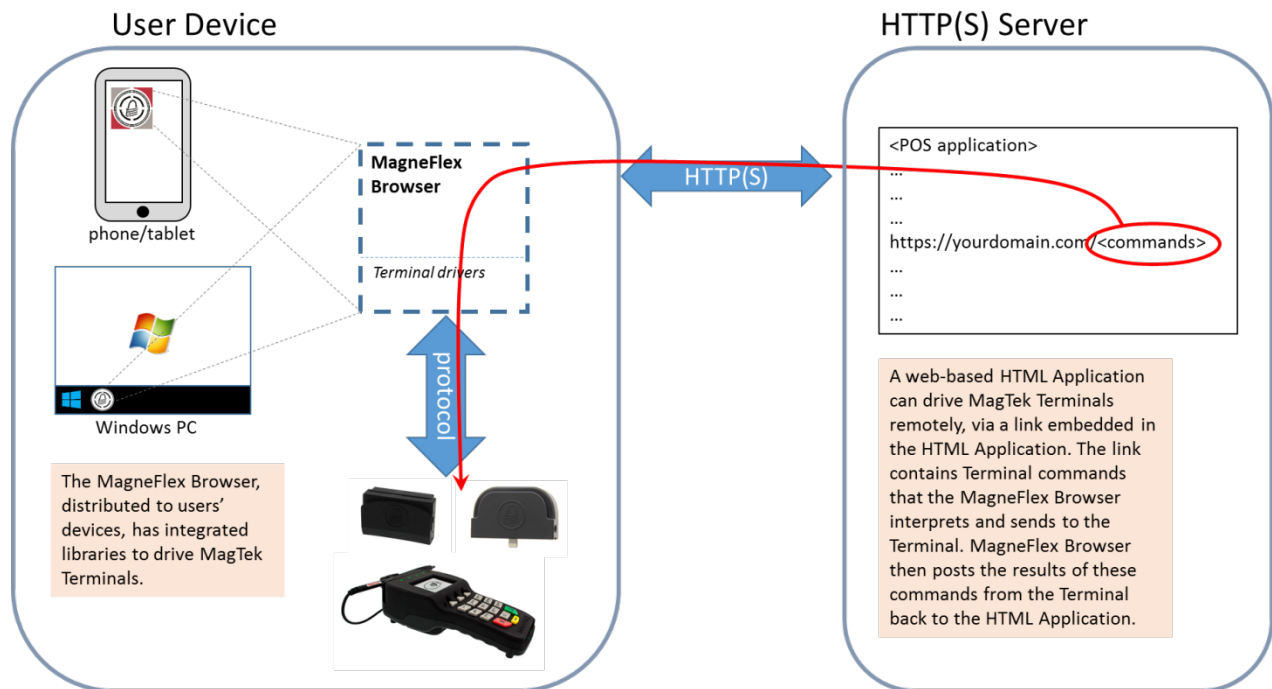 User Device
HTTP(S) Server
phone/tablet
Windows PC
The MagneFlex Browser,
distributed to users’
devices, has integrated
libraries to drive MagTek
Terminals.
MagneFlex
Browser
Terminal drivers
protocol
HTTP(S)
<POS application>
...
...
...
https://yourdomain.com/<commands>
...
...
...
A web-based HTML Application
can drive MagTek Terminals
remotely, via a link embedded in
the HTML Application. The link
contains Terminal commands
that the MagneFlex Browser
interprets and sends to the
Terminal. MagneFlex Browser
then posts the results of these
commands from the Terminal
back to the HTML Application.